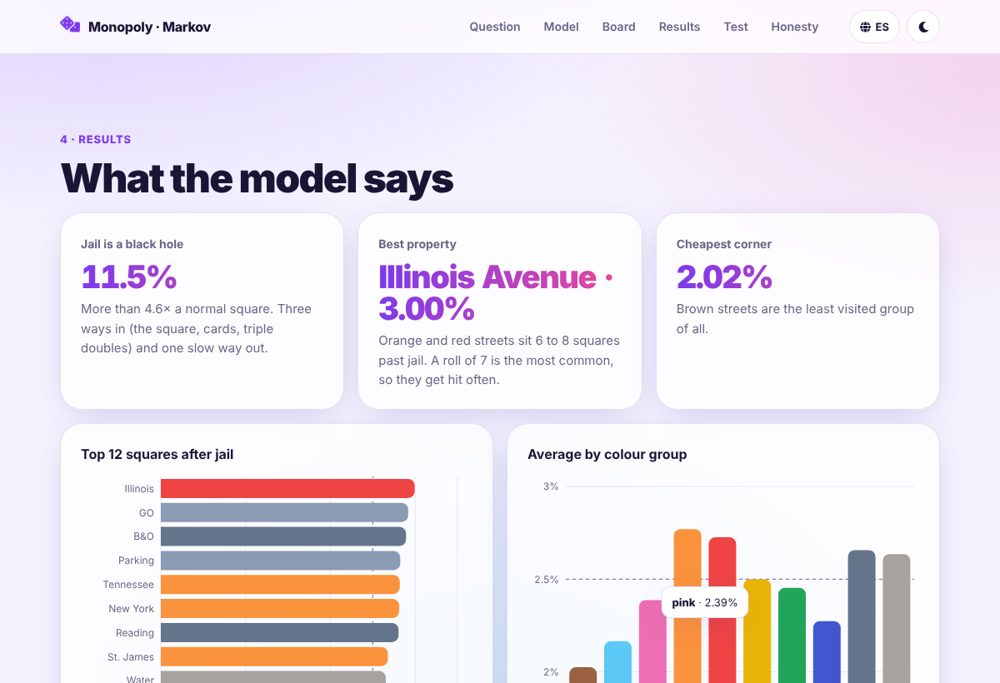 Monopoly · Markov
Question
Model
Board
Results
Test
Honesty
ES
4 · RESULTS
What the model says
Jail is a black hole
11.5%
More than 4.6× a normal square. Three
ways in (the square, cards, triple
doubles) and one slow way out.
Best property
Illinois Avenue ·
3.00%
Orange and red streets sit 6 to 8 squares
past jail. A roll of 7 is the most common,
so they get hit often.
Cheapest corner
2.02%
Brown streets are the least visited group
of all.
Top 12 squares after jail
Illinois
GO
B&O
Parking
Tennessee
New York
Reading
St. James
Water
Average by colour group
3%
2.5%
pink · 2.39%
2%